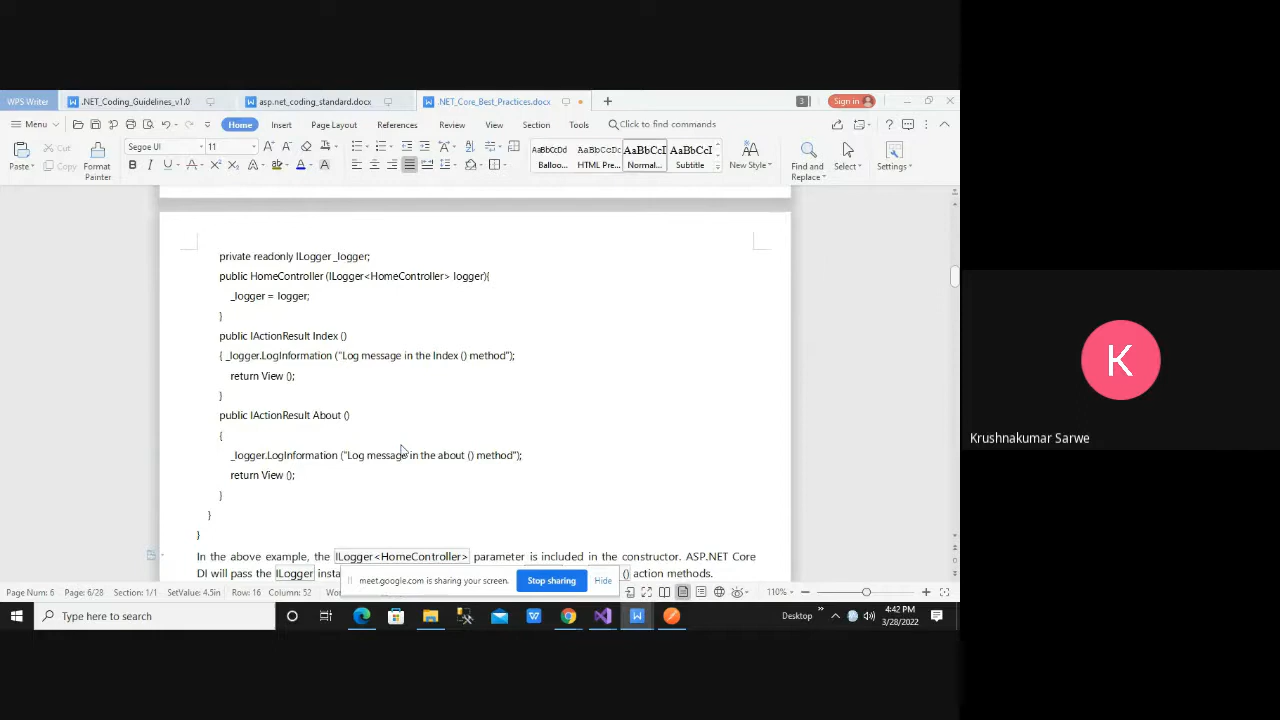 WPS Writer
.NET_Coding_Guidelines_v1.0
asp.net_coding_standard.docx
.NET_Core_Best_Practices.docx
3
Sign in
Menu
Home
Insert
Page Layout
References
Review
View
Section
Tools
Click to find commands
Paste
Cut
Copy
Format Painter
Segoe UI
11
AaBbCcDd
Balloo...
AaBbCcDc
HTML Pre...
AaBbCcI
Normal...
AaBbCcI
Subtitle
New Style
Find and Replace
Select
Settings
private readonly ILogger _logger;
public HomeController (ILogger<HomeController> logger){
_logger = logger;
}
public IActionResult Index ()
{ _logger.LogInformation ("Log message in the Index () method");
return View ();
}
public IActionResult About ()
{
_logger.LogInformation ("Log message in the about () method");
return View ();
}
}
}
In the above example, the ILogger<HomeController> parameter is included in the constructor. ASP.NET Core
DI will pass the ILogger insta
() action methods.
meet.google.com is sharing your screen.
Stop sharing
Hide
Page Num: 6
Page: 6/28
Section: 1/1
SetValue: 4.5in
Row: 16
Column: 52
110%
Type here to search
Desktop
4:42 PM
3/28/2022
K
Krushnakumar Sarwe